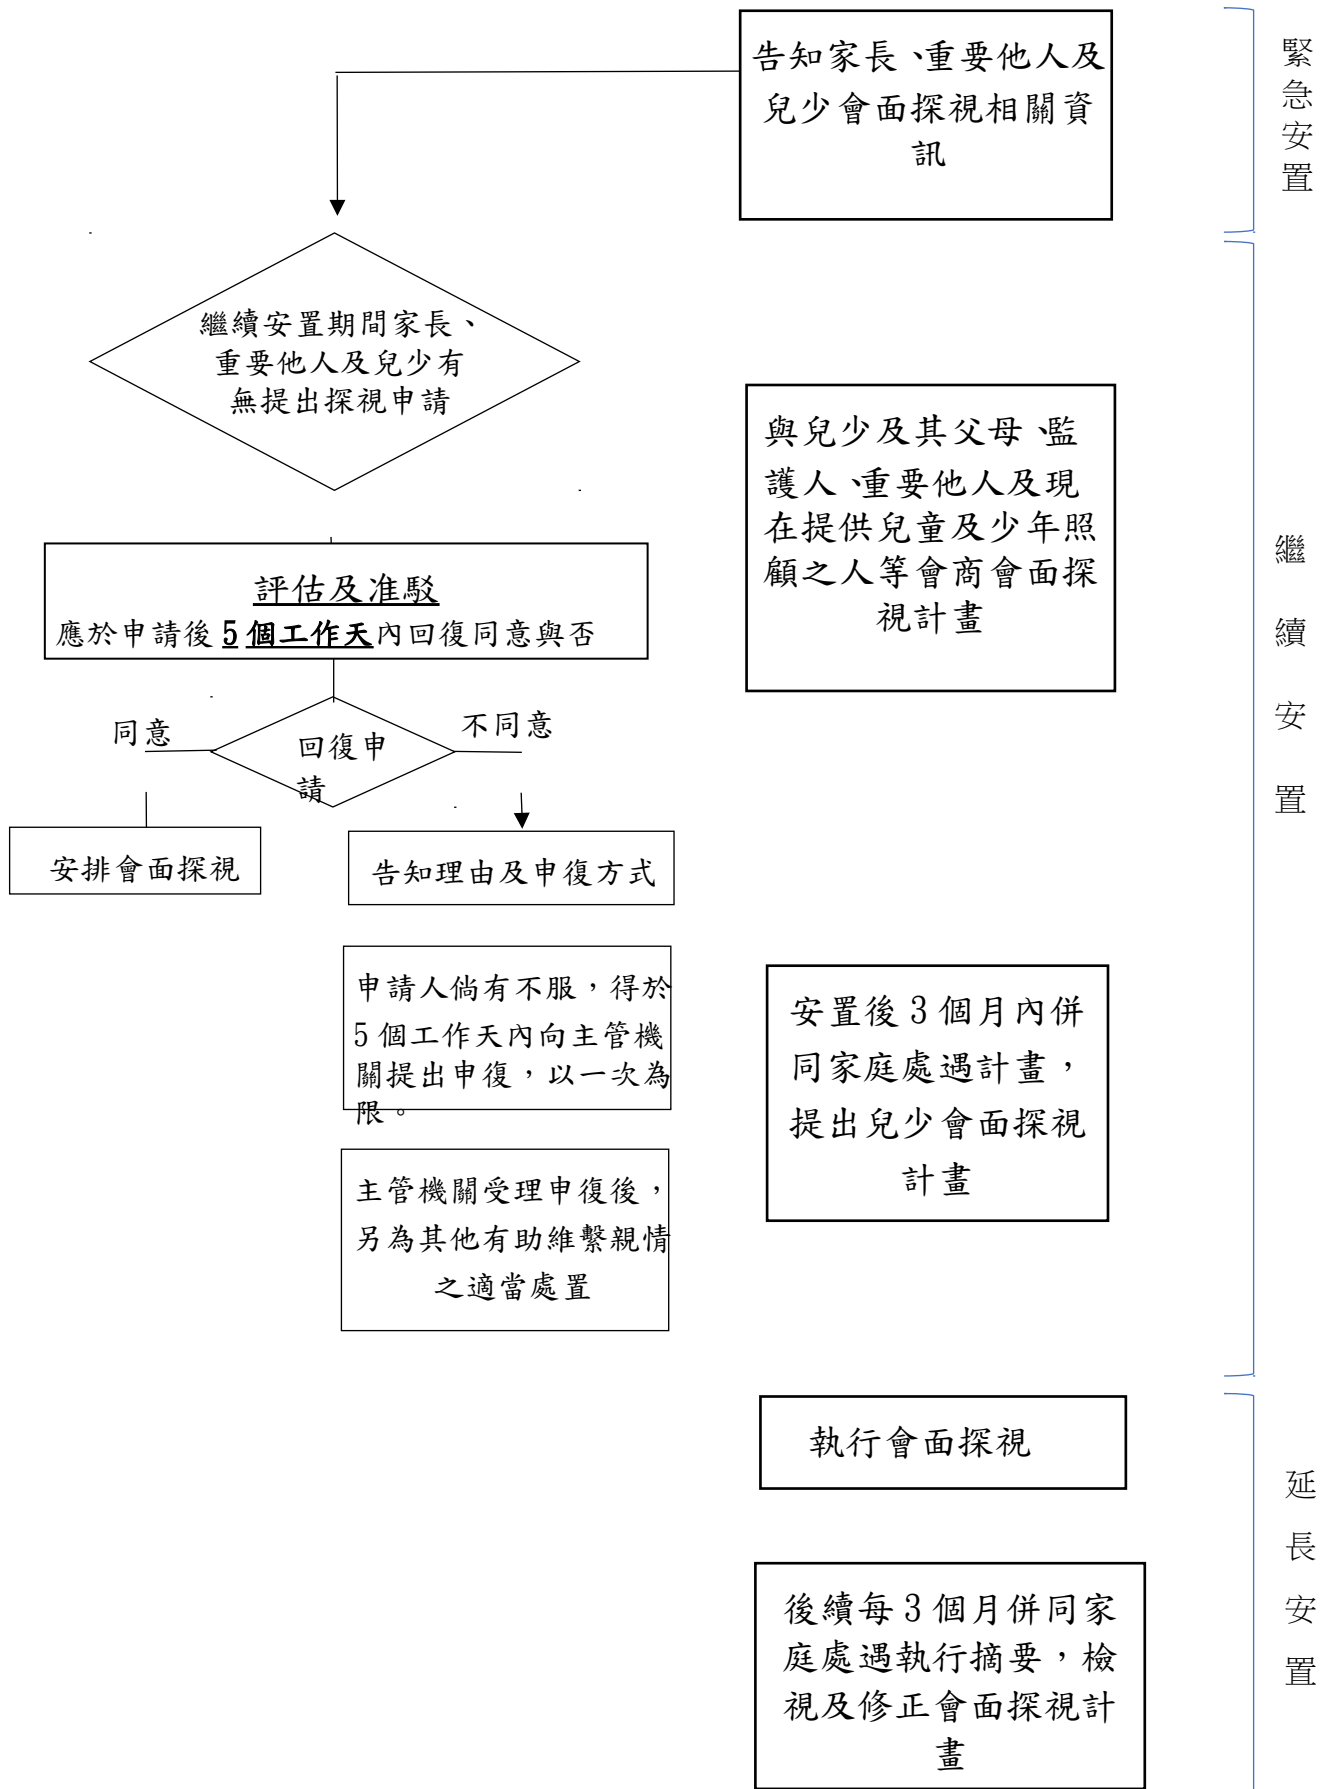 告知家長、重要他人及
兒少會面探視相關資
訊
緊急安置
繼續安置期間家長、
重要他人及兒少有
無提出探視申請
與兒少及其父母、監
護人、重要他人及現
在提供兒童及少年照
顧之人等會商會面探
視計畫
評估及准駁
應於申請後 5 個工作天內回復同意與否
同意
不同意
回復申
請
安排會面探視
告知理由及申復方式
申請人倘有不服，得於
5 個工作天內向主管機
關提出申復，以一次為
限。
主管機關受理申復後，
另為其他有助維繫親情
之適當處置
安置後 3 個月內併
同家庭處遇計畫，
提出兒少會面探視
計畫
繼續安置
執行會面探視
後續每 3 個月併同家
庭處遇執行摘要，檢
視及修正會面探視計
畫
延長安置